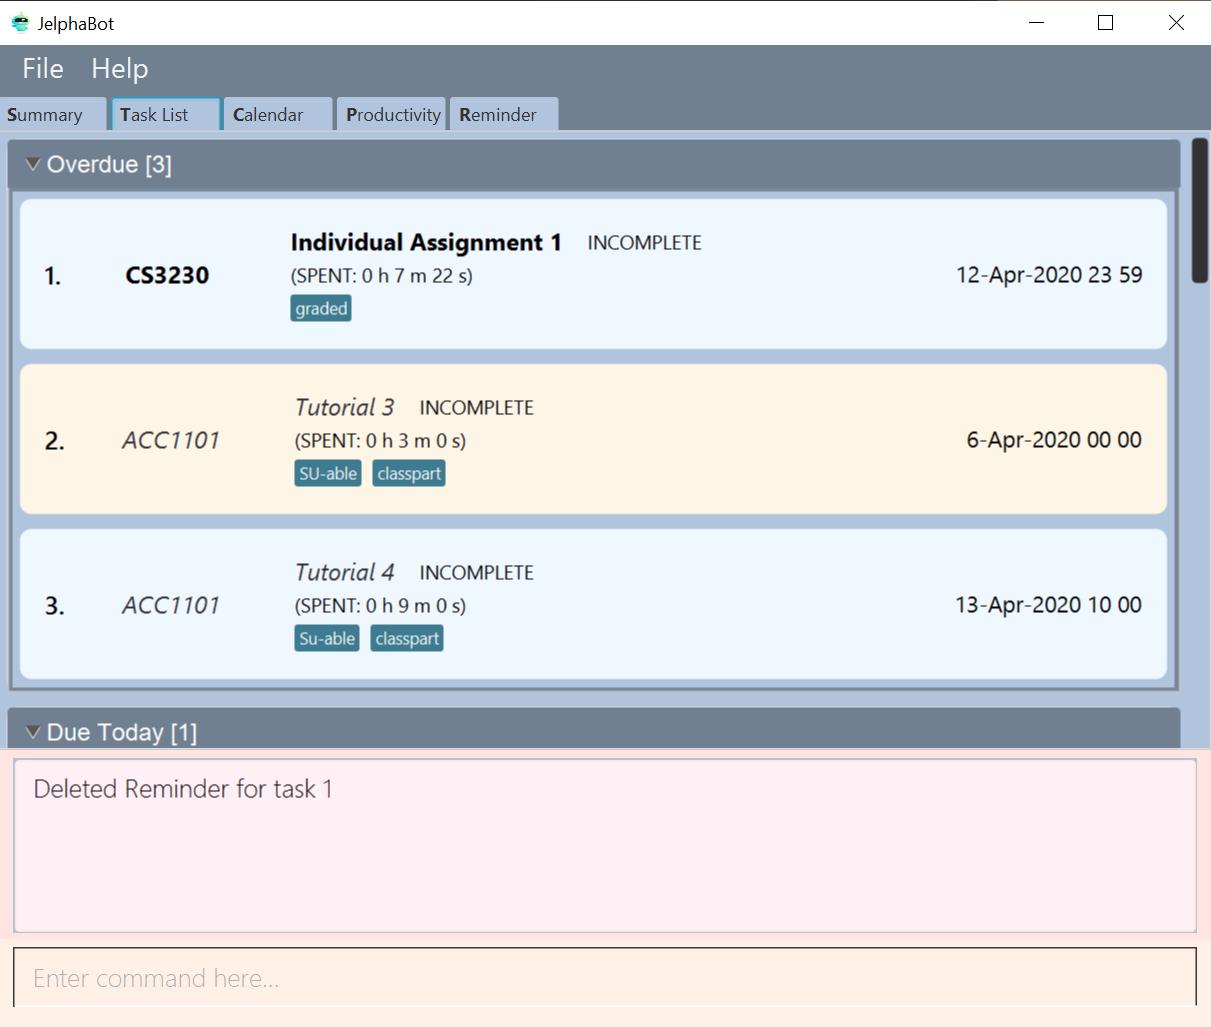 JelphaBot
File Help
Summary Task List Calendar Productivity Reminder
Overdue [3]
Individual Assignment 1 INCOMPLETE
1. CS3230 (SPENT: 0 h 7 m 22 s) 12-Apr-2020 23 59
graded
Tutorial 3 INCOMPLETE
2. ACC1101 (SPENT: 0 h 3 m 0 s) 6-Apr-2020 00 00
SU-able classpart
Tutorial 4 INCOMPLETE
3. ACC1101 (SPENT: 0 h 9 m 0 s) 13-Apr-2020 10 00
Su-able classpart
Due Today [1]
Deleted Reminder for task 1
Enter command here...